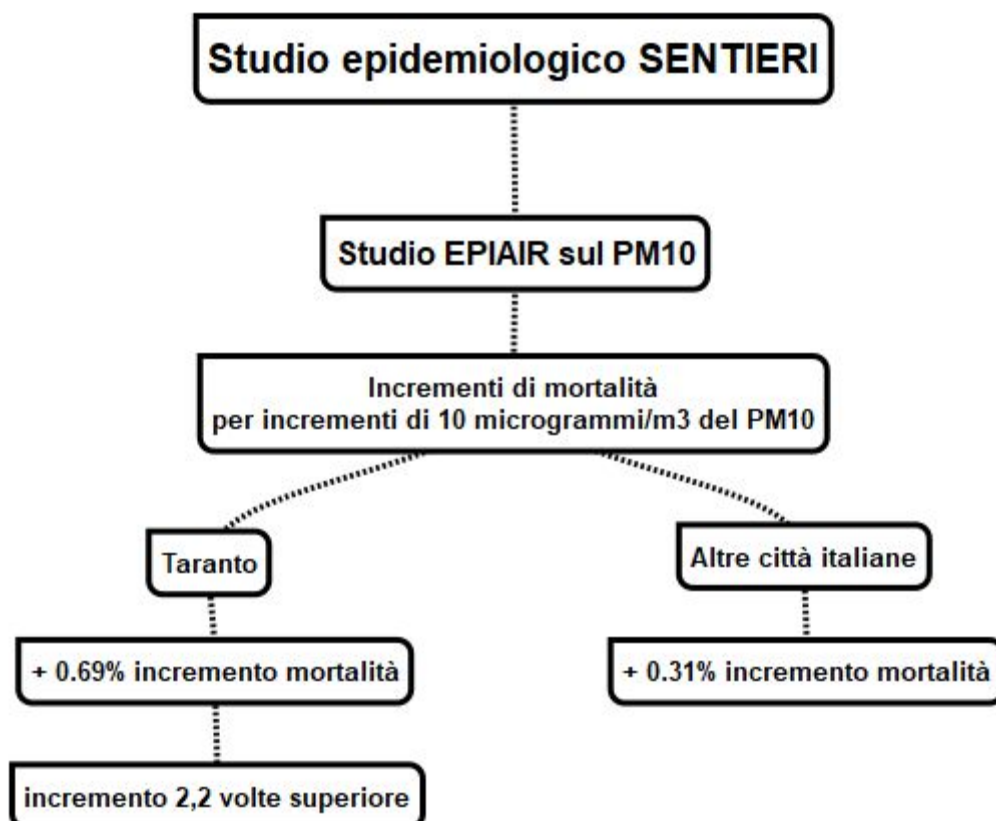 Studio epidemiologico SENTIERI
Studio EPIAIR sul PM10
Incrementi di mortalità
per incrementi di 10 microgrammi/m3 del PM10
Taranto
Altre città italiane
+ 0.69% incremento mortalità
+ 0.31% incremento mortalità
incremento 2,2 volte superiore